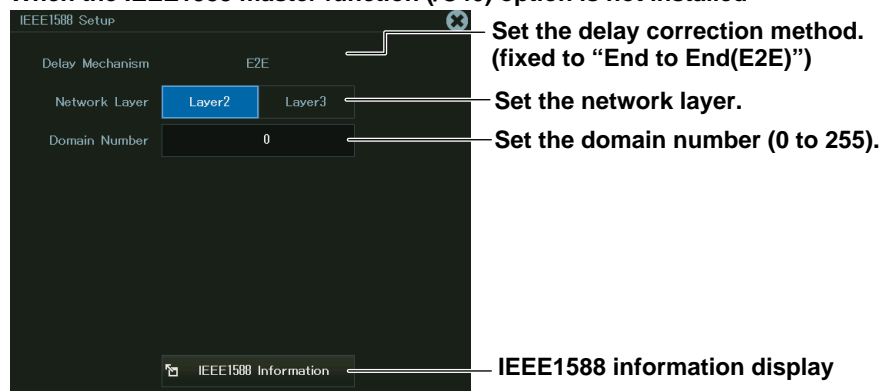 IEEE1588 Setup
Set the delay correction method.
(fixed to “End to End(E2E)”)
Delay Mechanism E2E
Network Layer Layer2 Layer3
Set the network layer.
Domain Number 0
Set the domain number (0 to 255).
IEEE1588 Information
IEEE1588 information display